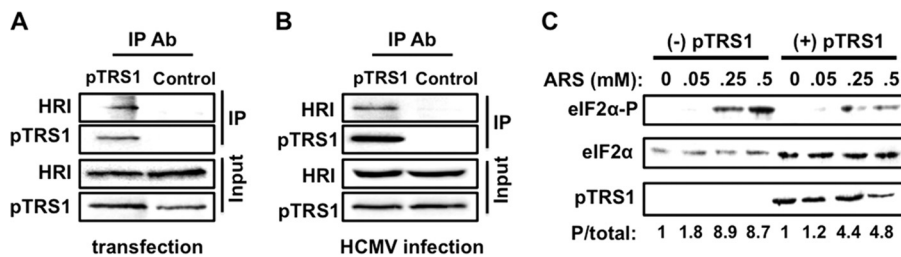 A
IP Ab
pTRS1 Control
HRI
pTRS1
IP
HRI
pTRS1
Input
transfection
B
IP Ab
pTRS1 Control
HRI
pTRS1
IP
HRI
pTRS1
Input
HCMV infection
C
(-) pTRS1 (+) pTRS1
ARS (mM): 0 .05 .25 .5 0 .05 .25 .5
eIF2α-P
eIF2α
pTRS1
P/total: 1 1.8 8.9 8.7 1 1.2 4.4 4.8